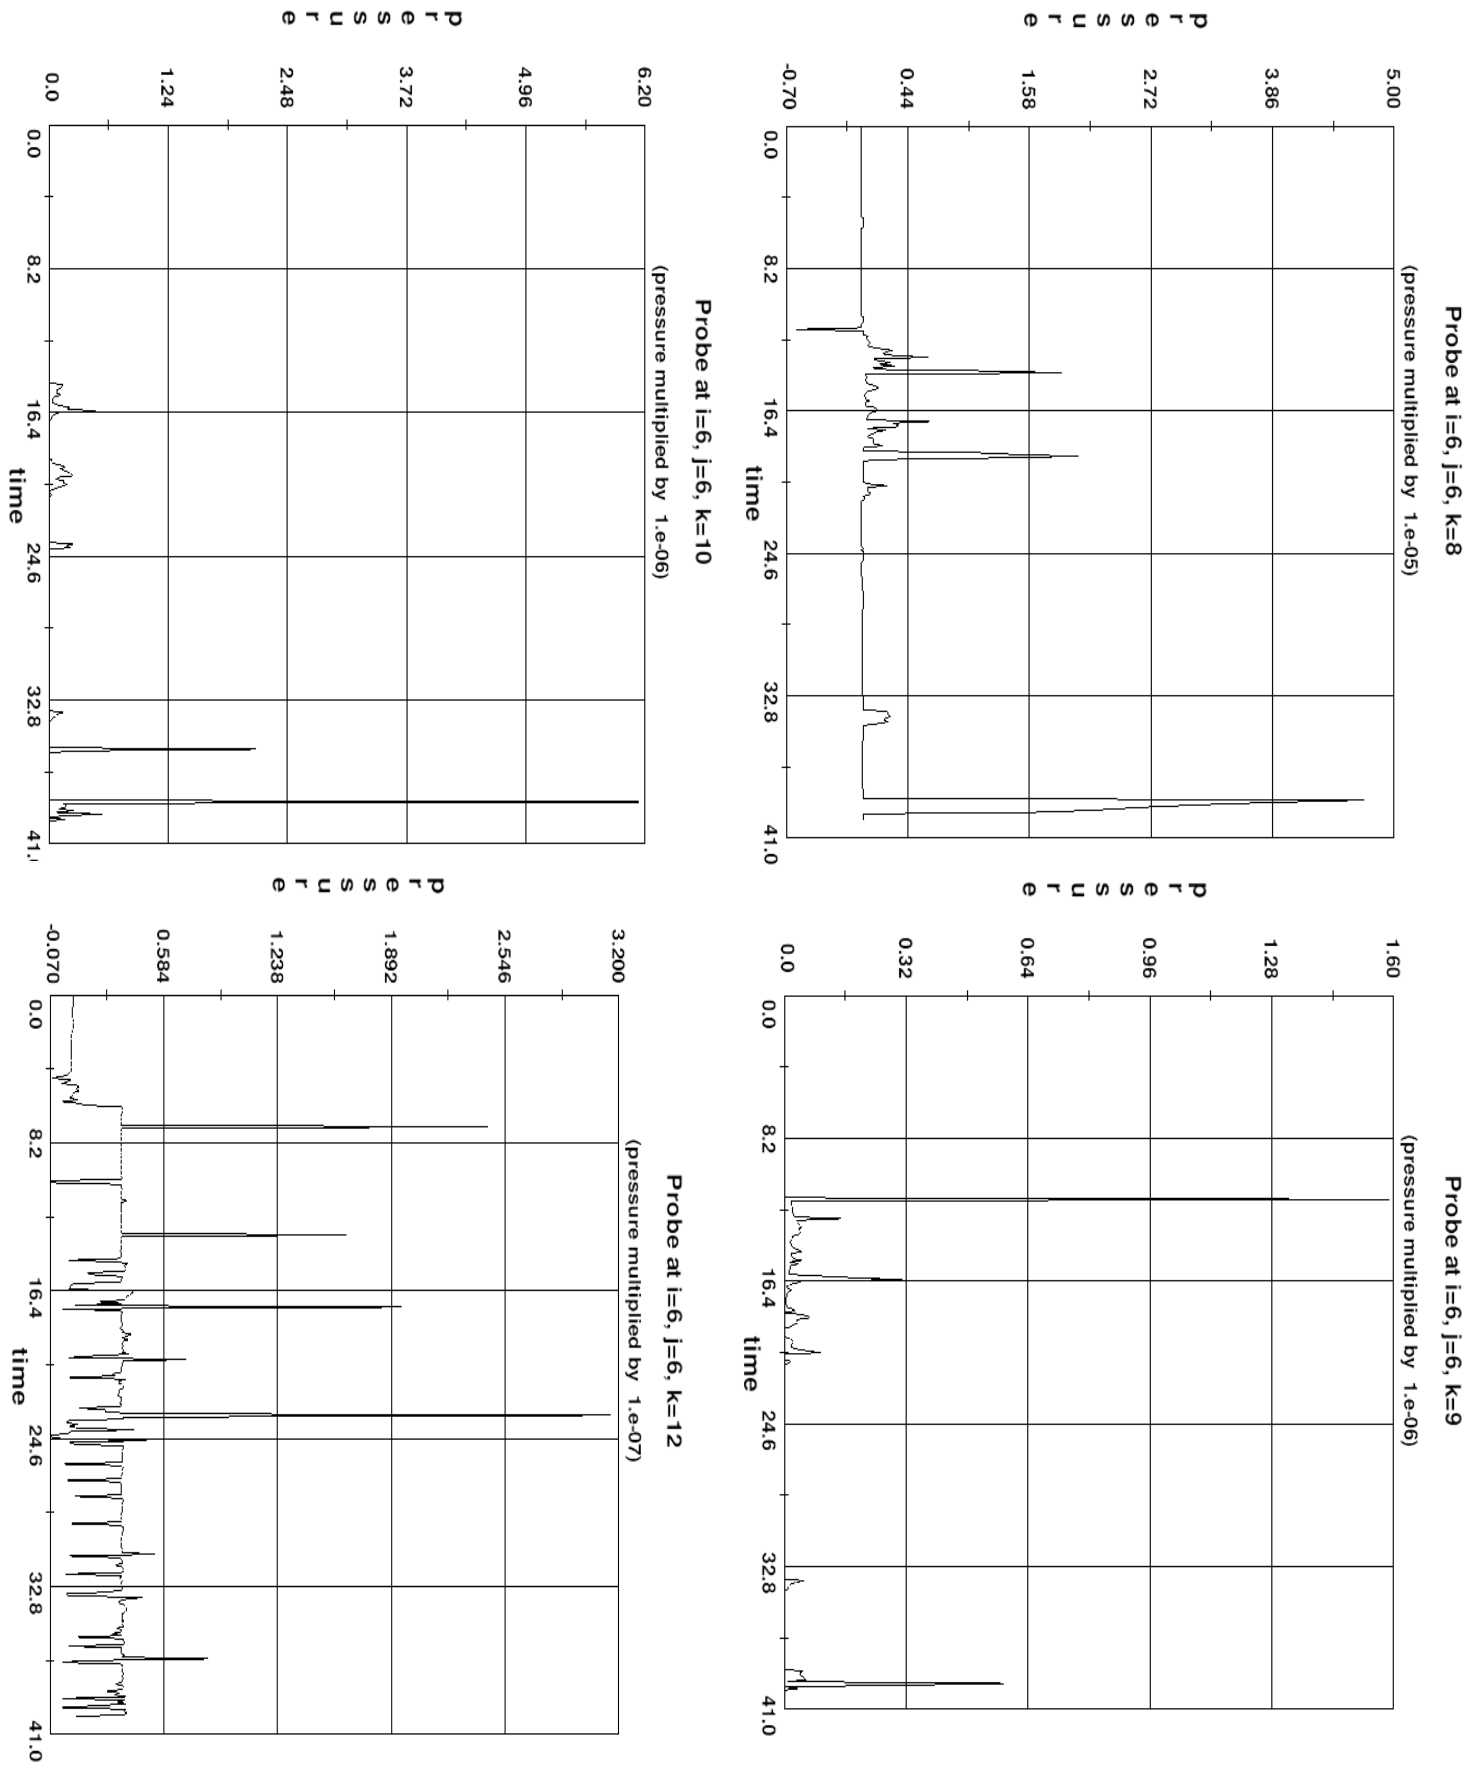 Probe at i=6, j=6, k=8
(pressure multiplied by 1.e-05)
5.00
3.86
2.72
1.58
0.44
-0.70
p r e s s u r e
0.0 8.2 16.4 24.6 32.8 41.0
time
Probe at i=6, j=6, k=9
(pressure multiplied by 1.e-06)
1.60
1.28
0.96
0.64
0.32
0.0
p r e s s u r e
0.0 8.2 16.4 24.6 32.8 41.0
time
Probe at i=6, j=6, k=10
(pressure multiplied by 1.e-06)
6.20
4.96
3.72
2.48
1.24
0.0
p r e s s u r e
0.0 8.2 16.4 24.6 32.8
time
Probe at i=6, j=6, k=12
(pressure multiplied by 1.e-07)
3.200
2.546
1.892
1.238
0.584
-0.070
p r e s s u r e
0.0 8.2 16.4 24.6 32.8 41.0
time